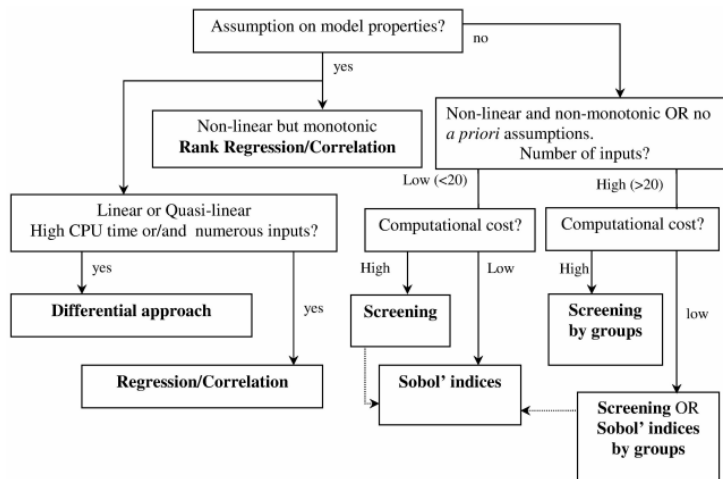 Assumption on model properties?
no
yes
Non-linear but monotonic
Rank Regression/Correlation
Non-linear and non-monotonic OR no
a priori assumptions.
Number of inputs?
Low (<20)
High (>20)
Linear or Quasi-linear
High CPU time or/and numerous inputs?
Computational cost?
Computational cost?
yes
High
Low
High
Differential approach
yes
Screening
Screening
by groups
low
Regression/Correlation
Sobol' indices
Screening OR
Sobol' indices
by groups